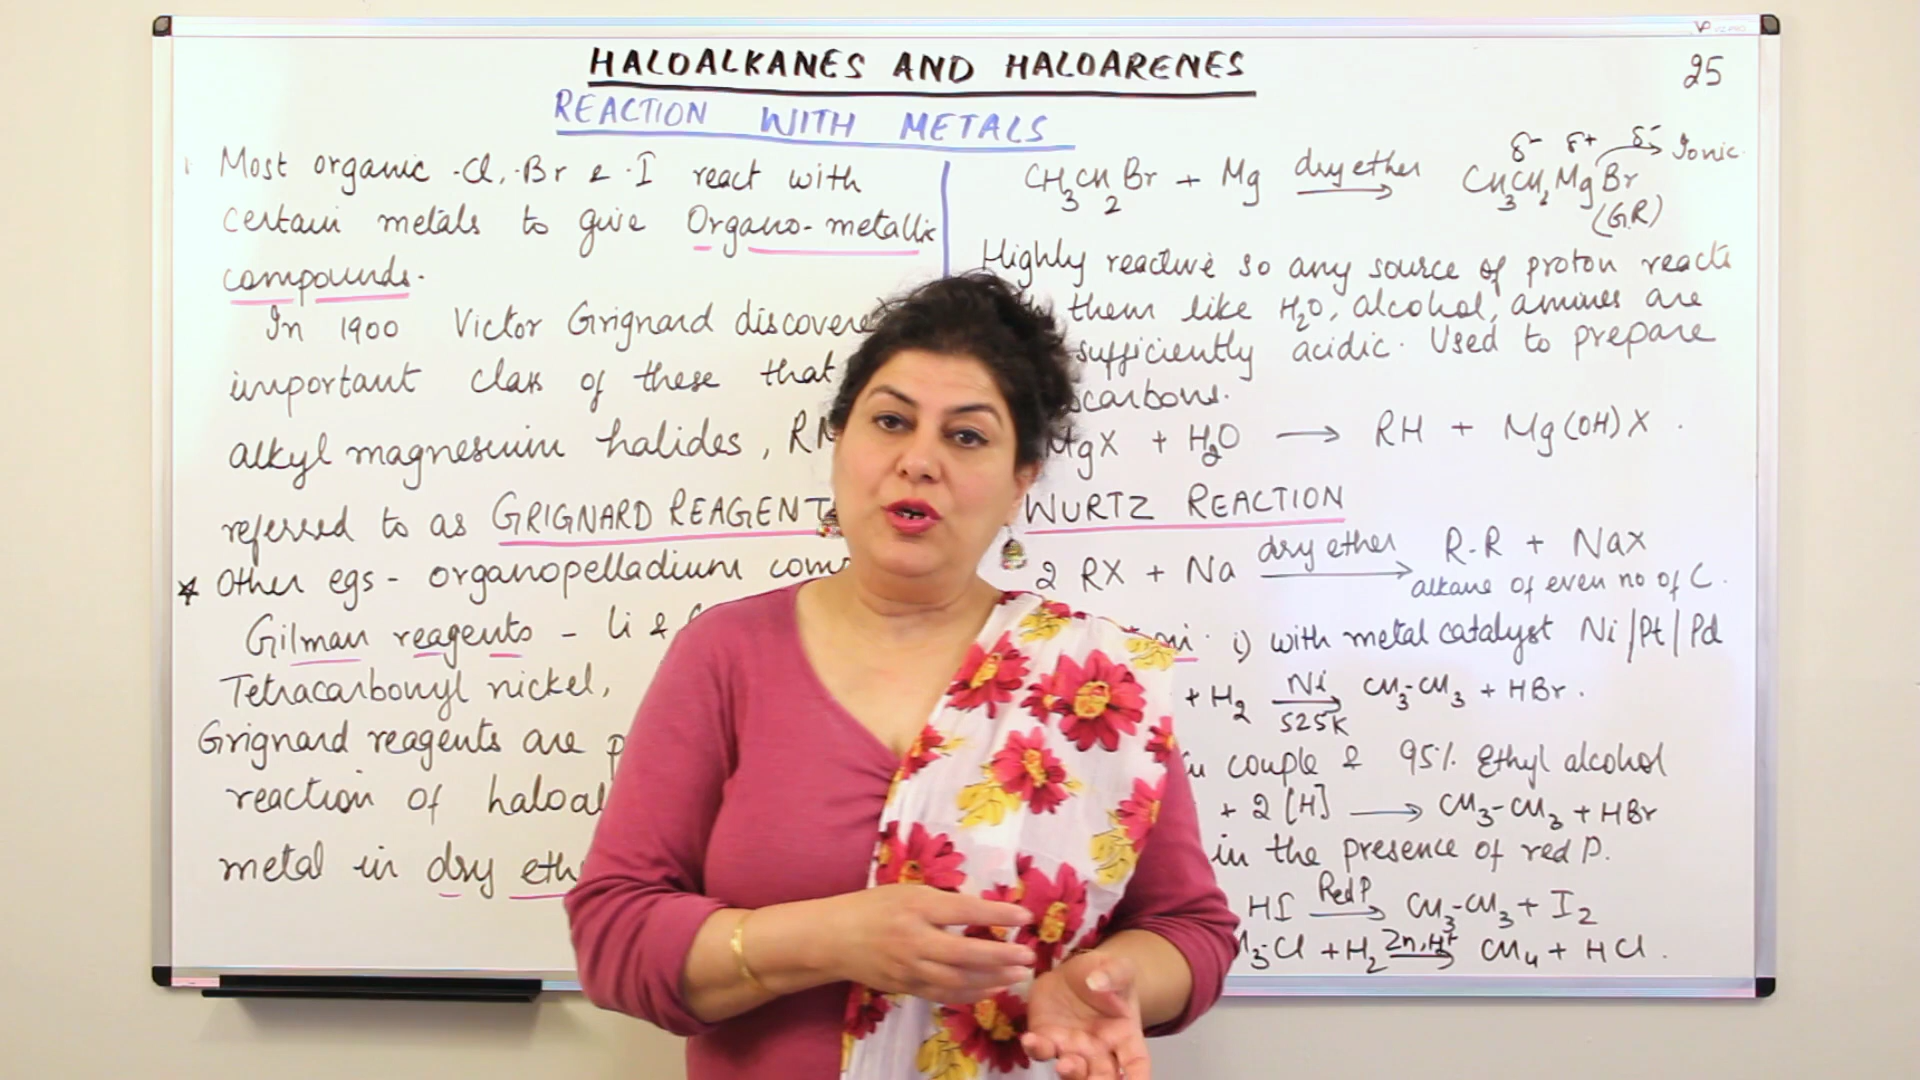 HALOALKANES AND HALOARENES
25
REACTION WITH METALS
Most organic -Cl, -Br & -I react with
certain metals to give Organo-metallic
compounds.
In 1900 Victor Grignard discovere
important class of these that
alkyl magnesium halides, RM
referred to as GRIGNARD REAGENT
* Other egs - organopelladium com
Gilman reagents - Li &
Tetracarbonyl nickel,
Grignard reagents are p
reaction of haloal
metal in dry eth
CH3CH2Br + Mg dry ether → CH3CH2MgBr
δ- δ+ δ- → Ionic.
(GR)
Highly reactive so any source of proton reacts
them like H2O, alcohol, amines are
sufficiently acidic. Used to prepare
carbons.
MgX + H2O → RH + Mg(OH)X.
WURTZ REACTION
2 RX + Na dry ether → R-R + NaX
alkane of even no of C.
i) with metal catalyst Ni/Pt/Pd
+ H2 Ni → 525K CH3-CH3 + HBr.
couple & 95% Ethyl alcohol
+ 2[H] → CH3-CH3 + HBr
in the presence of red P.
HI Red P → CH3-CH3 + I2
3-Cl + H2 Zn, H+ → CH4 + HCl.